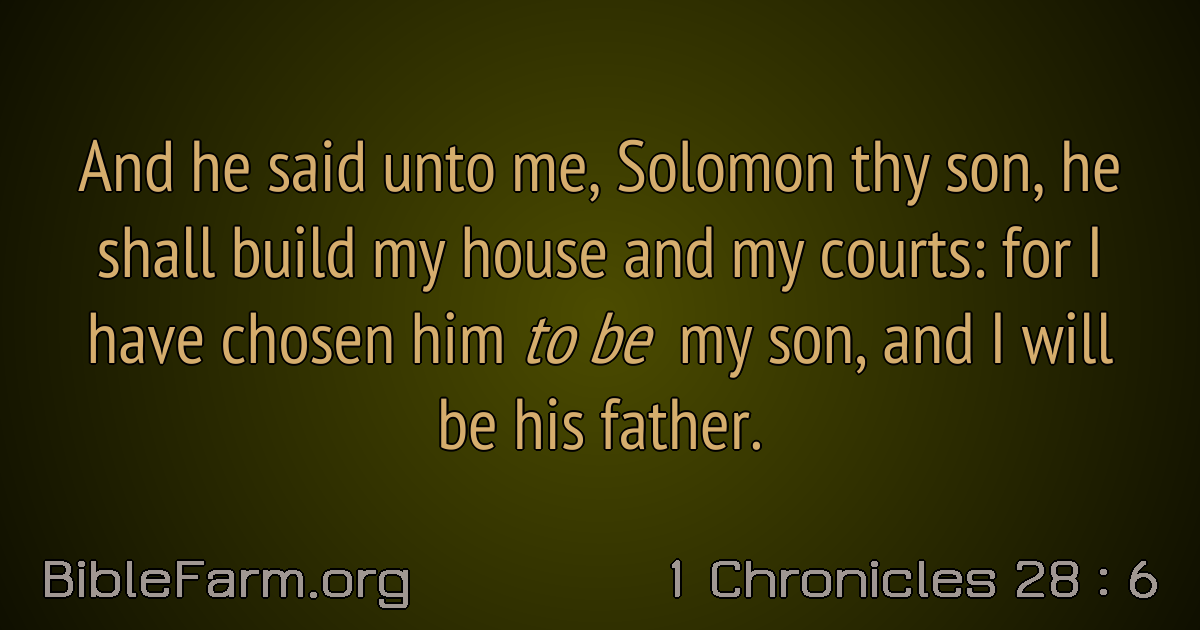 And he said unto me, Solomon thy son, he
shall build my house and my courts: for I
have chosen him to be my son, and I will
be his father.
BibleFarm.org
1 Chronicles 28 : 6